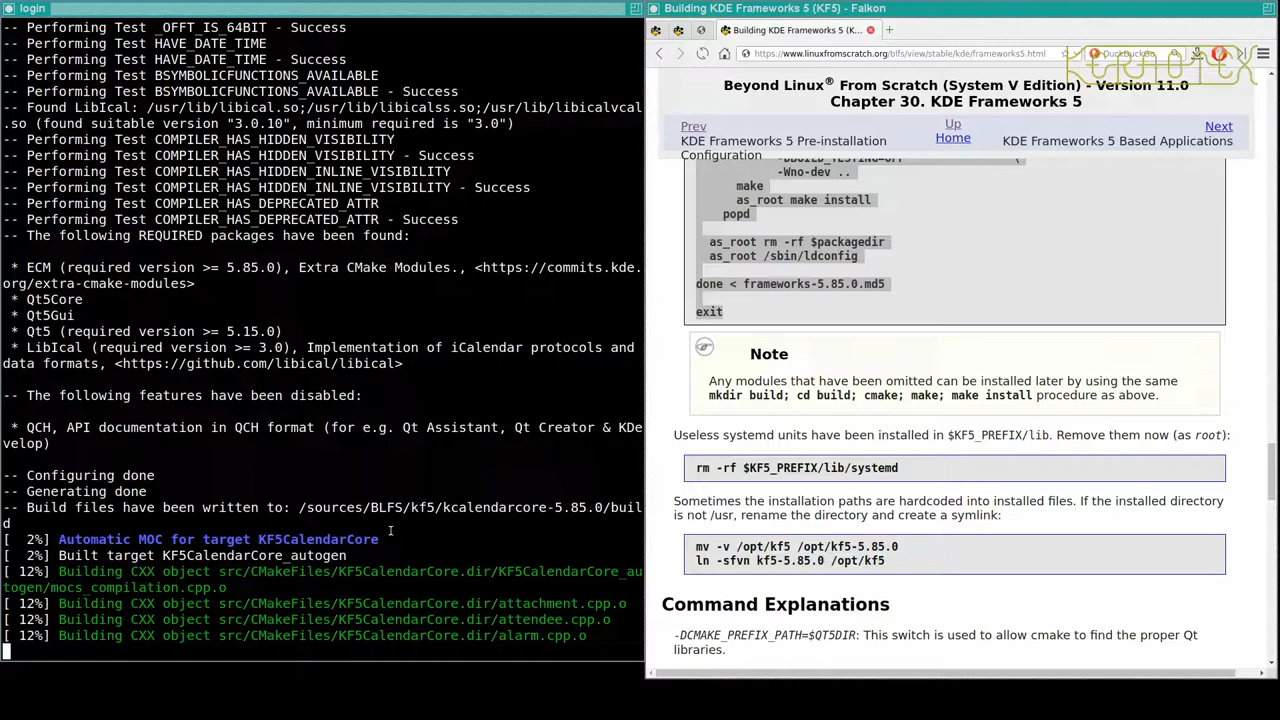 login
-- Performing Test _OFFT_IS_64BIT - Success
-- Performing Test HAVE_DATE_TIME
-- Performing Test HAVE_DATE_TIME - Success
-- Performing Test BSYMBOLICFUNCTIONS_AVAILABLE
-- Performing Test BSYMBOLICFUNCTIONS_AVAILABLE - Success
-- Found LibIcal: /usr/lib/libical.so;/usr/lib/libicalss.so;/usr/lib/libicalvcal
.so (found suitable version "3.0.10", minimum required is "3.0")
-- Performing Test COMPILER_HAS_HIDDEN_VISIBILITY
-- Performing Test COMPILER_HAS_HIDDEN_VISIBILITY - Success
-- Performing Test COMPILER_HAS_HIDDEN_INLINE_VISIBILITY
-- Performing Test COMPILER_HAS_HIDDEN_INLINE_VISIBILITY - Success
-- Performing Test COMPILER_HAS_DEPRECATED_ATTR
-- Performing Test COMPILER_HAS_DEPRECATED_ATTR - Success
-- The following REQUIRED packages have been found:
* ECM (required version >= 5.85.0), Extra CMake Modules., <https://commits.kde.
org/extra-cmake-modules>
* Qt5Core
* Qt5Gui
* Qt5 (required version >= 5.15.0)
* LibIcal (required version >= 3.0), Implementation of iCalendar protocols and
data formats, <https://github.com/libical/libical>
-- The following features have been disabled:
* QCH, API documentation in QCH format (for e.g. Qt Assistant, Qt Creator & KDe
velop)
-- Configuring done
-- Generating done
-- Build files have been written to: /sources/BLFS/kf5/kcalendarcore-5.85.0/buil
d
[  2%] Automatic MOC for target KF5CalendarCore
[  2%] Built target KF5CalendarCore_autogen
[ 12%] Building CXX object src/CMakeFiles/KF5CalendarCore.dir/KF5CalendarCore_au
togen/mocs_compilation.cpp.o
[ 12%] Building CXX object src/CMakeFiles/KF5CalendarCore.dir/attachment.cpp.o
[ 12%] Building CXX object src/CMakeFiles/KF5CalendarCore.dir/attendee.cpp.o
[ 12%] Building CXX object src/CMakeFiles/KF5CalendarCore.dir/alarm.cpp.o
Building KDE Frameworks 5 (KF5) - Falkon
Building KDE Frameworks 5 (K...
https://www.linuxfromscratch.org/blfs/view/stable/kde/frameworks5.html
DuckDuckGo
Beyond Linux® From Scratch (System V Edition) - Version 11.0
Chapter 30. KDE Frameworks 5
Prev
KDE Frameworks 5 Pre-installation
Configuration
Up
Home
Next
KDE Frameworks 5 Based Applications
-DBUILD_TESTING=OFF \
-Wno-dev ..
make
as_root make install
popd
as_root rm -rf $packagedir
as_root /sbin/ldconfig
done < frameworks-5.85.0.md5
exit
Note
Any modules that have been omitted can be installed later by using the same
mkdir build; cd build; cmake; make; make install procedure as above.
Useless systemd units have been installed in $KF5_PREFIX/lib. Remove them now (as root):
rm -rf $KF5_PREFIX/lib/systemd
Sometimes the installation paths are hardcoded into installed files. If the installed directory
is not /usr, rename the directory and create a symlink:
mv -v /opt/kf5 /opt/kf5-5.85.0
ln -sfvn kf5-5.85.0 /opt/kf5
Command Explanations
-DCMAKE_PREFIX_PATH=$QT5DIR: This switch is used to allow cmake to find the proper Qt
libraries.